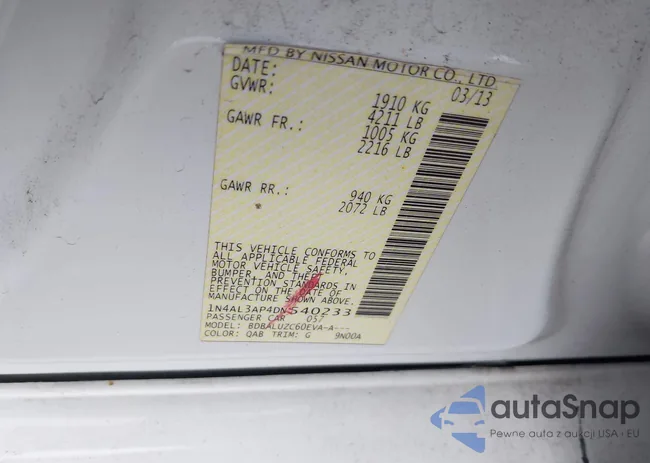 MFD BY NISSAN MOTOR CO., LTD.
DATE: 03/13
GVWR: 1910 KG
4211 LB
GAWR FR.: 1005 KG
2216 LB
GAWR RR.: 940 KG
2072 LB
THIS VEHICLE CONFORMS TO
ALL APPLICABLE FEDERAL
MOTOR VEHICLE SAFETY,
BUMPER, AND THEFT
PREVENTION STANDARDS IN
EFFECT ON THE DATE OF
MANUFACTURE SHOWN ABOVE.
1N4AL3AP4DN540233
PASSENGER CAR 057
MODEL: BDBALUZC60EVA-A---
COLOR: QAB TRIM: G 9N00A
autoSnap
Pewne auta z aukcji USA i EU